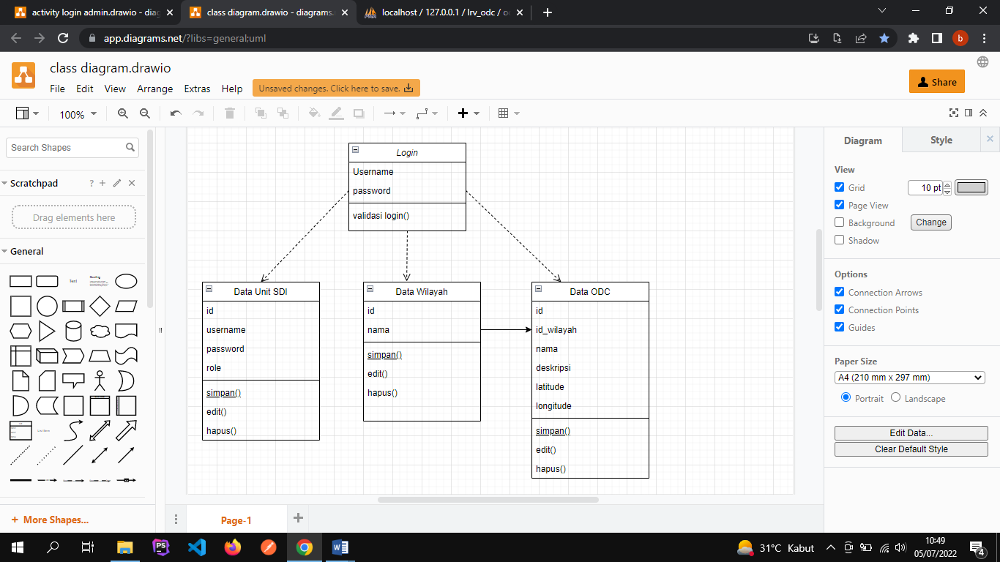 activity login admin.drawio - diag
class diagram.drawio - diagrams.
localhost / 127.0.0.1 / lrv_odc / o
app.diagrams.net/?libs=general;uml
b
class diagram.drawio
File Edit View Arrange Extras Help
Unsaved changes. Click here to save.
Share
100%
Search Shapes
Scratchpad
?
Drag elements here
General
Text
Heading
List Item
+ More Shapes...
Login
Username
password
validasi login()
Data Unit SDI
id
username
password
role
simpan()
edit()
hapus()
Data Wilayah
id
nama
simpan()
edit()
hapus()
Data ODC
id
id_wilayah
nama
deskripsi
latitude
longitude
simpan()
edit()
hapus()
Page-1
Diagram
Style
View
Grid
10 pt
Page View
Background
Change
Shadow
Options
Connection Arrows
Connection Points
Guides
Paper Size
A4 (210 mm x 297 mm)
Portrait Landscape
Edit Data...
Clear Default Style
PS
W
31°C Kabut
10:49
05/07/2022
4